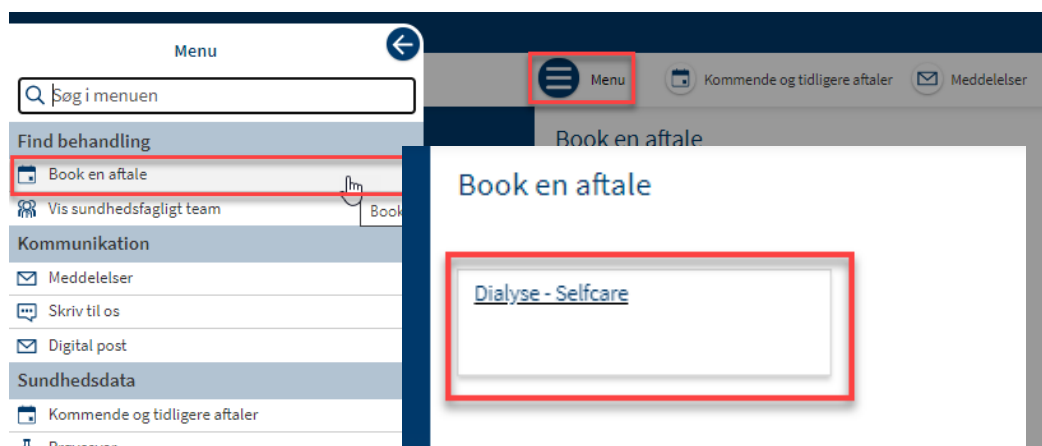 Menu
Søg i menuen
Find behandling
Book en aftale
Book
Vis sundhedsfagligt team
Kommunikation
Meddelelser
Skriv til os
Digital post
Sundhedsdata
Kommende og tidligere aftaler
Menu
Kommende og tidligere aftaler
Meddelelser
Book en aftale
Book en aftale
Dialyse - Selfcare